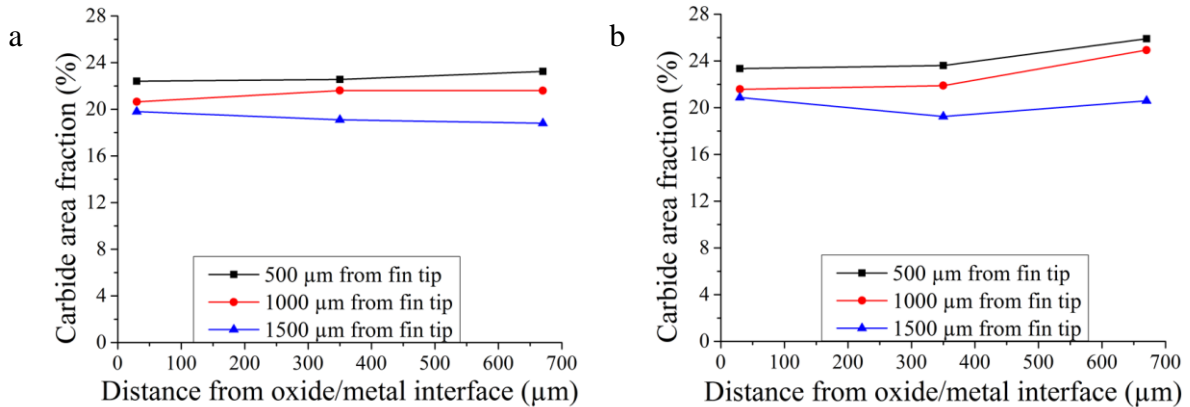 a
28
24
20
16
12
8
4
0
Carbide area fraction (%)
500 µm from fin tip
1000 µm from fin tip
1500 µm from fin tip
0 100 200 300 400 500 600 700
Distance from oxide/metal interface (µm)
b
28
24
20
16
12
8
4
0
Carbide area fraction (%)
500 µm from fin tip
1000 µm from fin tip
1500 µm from fin tip
0 100 200 300 400 500 600 700
Distance from oxide/metal interface (µm)